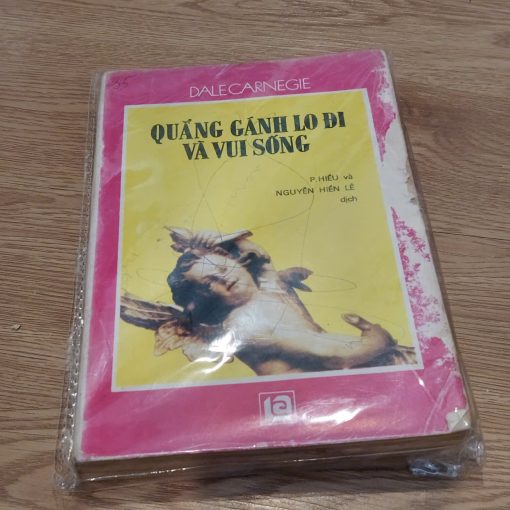 DALE CARNEGIE
QUẲNG GÁNH LO ĐI
VÀ VUI SỐNG
P. HIẾU và
NGUYỄN HIẾN LÊ
dịch